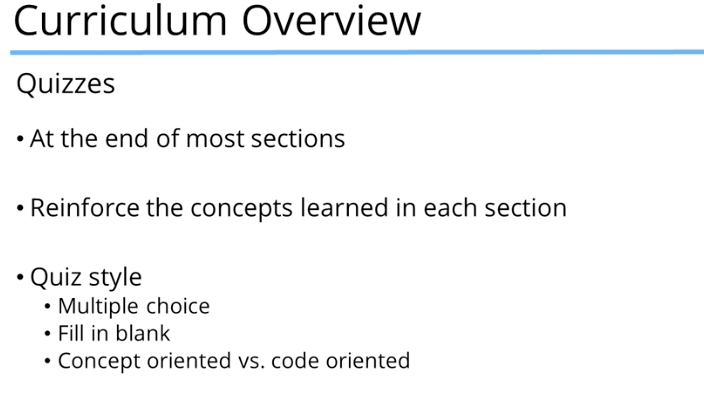 Curriculum Overview
Quizzes
• At the end of most sections
• Reinforce the concepts learned in each section
• Quiz style
• Multiple choice
• Fill in blank
• Concept oriented vs. code oriented